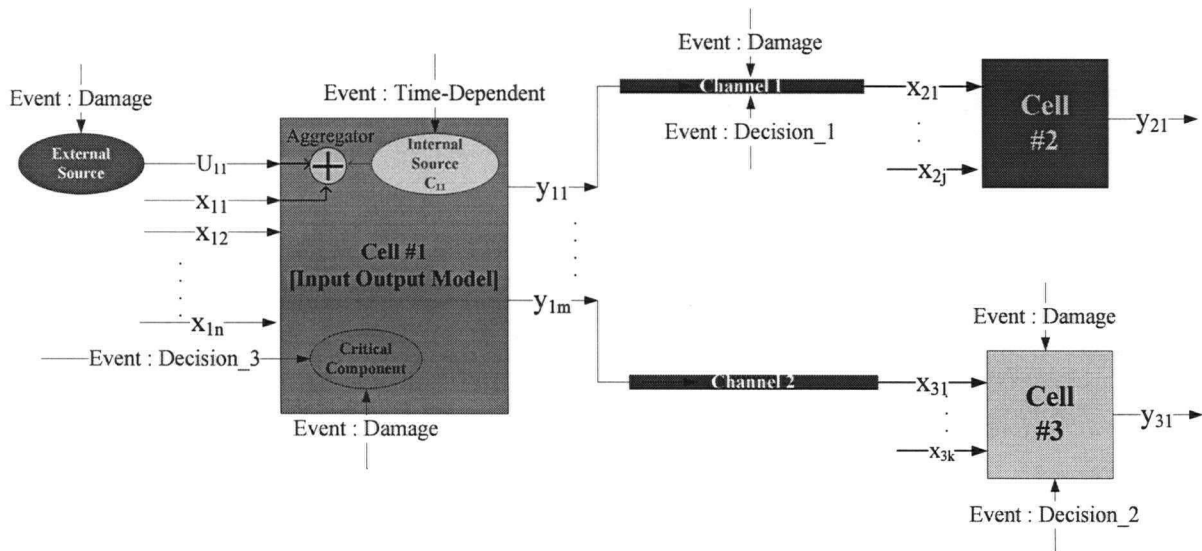 Event : Damage
External
Source
Event : Time-Dependent
Aggregator
+
Internal
Source
C11
U11
x11
x12
x1n
Cell #1
[Input Output Model]
Event : Decision_3
Critical
Component
Event : Damage
y11
y1m
Event : Damage
Channel 1
Event : Decision_1
x21
x2j
Cell
#2
y21
Channel 2
Event : Damage
x31
x3k
Cell
#3
y31
Event : Decision_2